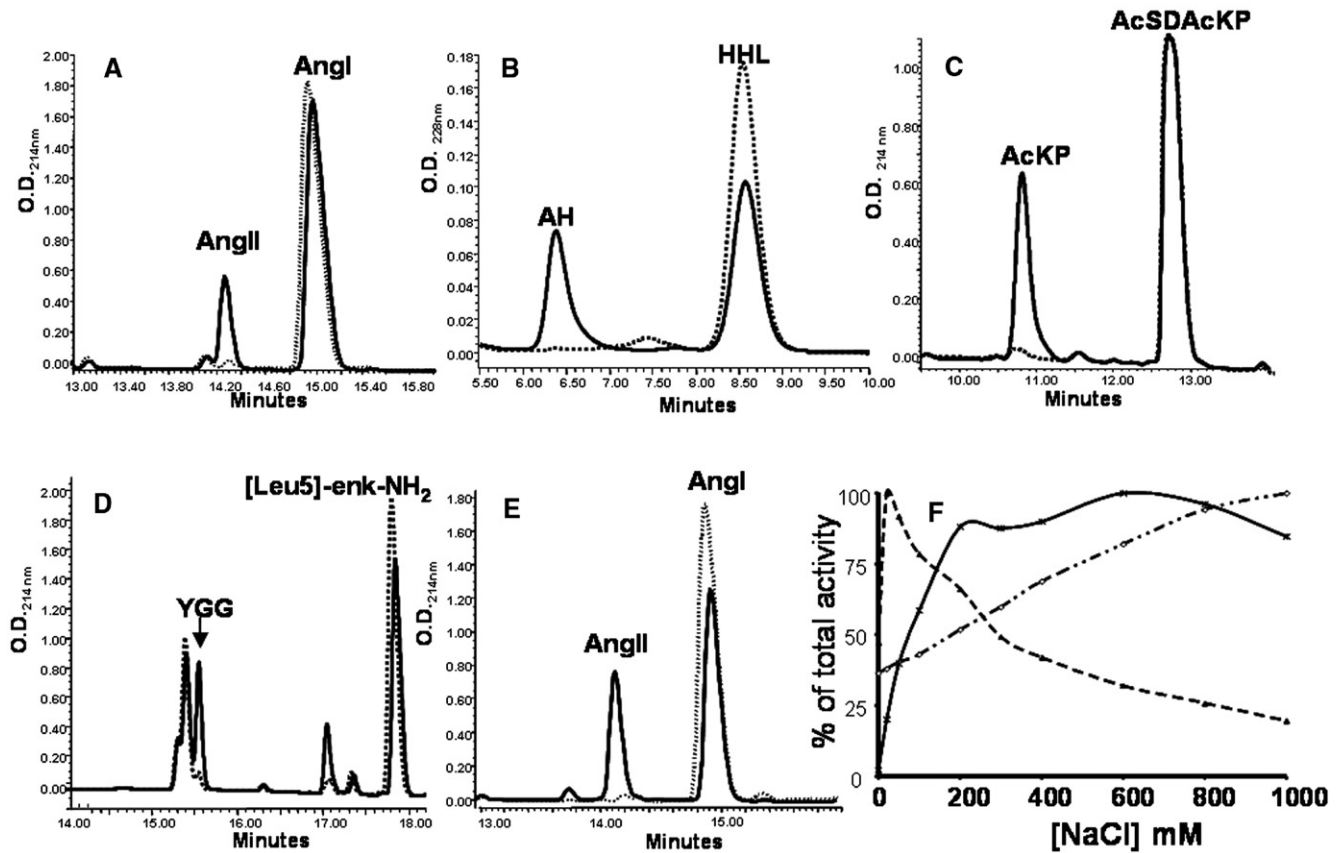 A
AngI
AngII
O.D.214nm
2.00
1.80
1.60
1.40
1.20
1.00
0.80
0.60
0.40
0.20
0.00
13.00 13.40 13.80 14.20 14.60 15.00 15.40 15.80
Minutes
B
HHL
AH
O.D. 228nm
0.18
0.16
0.14
0.12
0.10
0.08
0.06
0.04
0.02
0.00
5.50 6.00 6.50 7.00 7.50 8.00 8.50 9.00 9.50 10.00
Minutes
C
AcSDAcKP
AcKP
O.D. 214 nm
1.00
0.80
0.60
0.40
0.20
0.00
10.00 11.00 12.00 13.00
Minutes
D
[Leu5]-enk-NH2
YGG
O.D.214nm
2.00
1.80
1.60
1.40
1.20
1.00
0.80
0.60
0.40
0.20
0.00
14.00 15.00 16.00 17.00 18.00
Minutes
E
AngI
AngII
O.D.214nm
1.80
1.60
1.40
1.20
1.00
0.80
0.60
0.40
0.20
0.00
13.00 14.00 15.00
Minutes
F
% of total activity
100
75
50
25
0
0 200 400 600 800 1000
[NaCl] mM